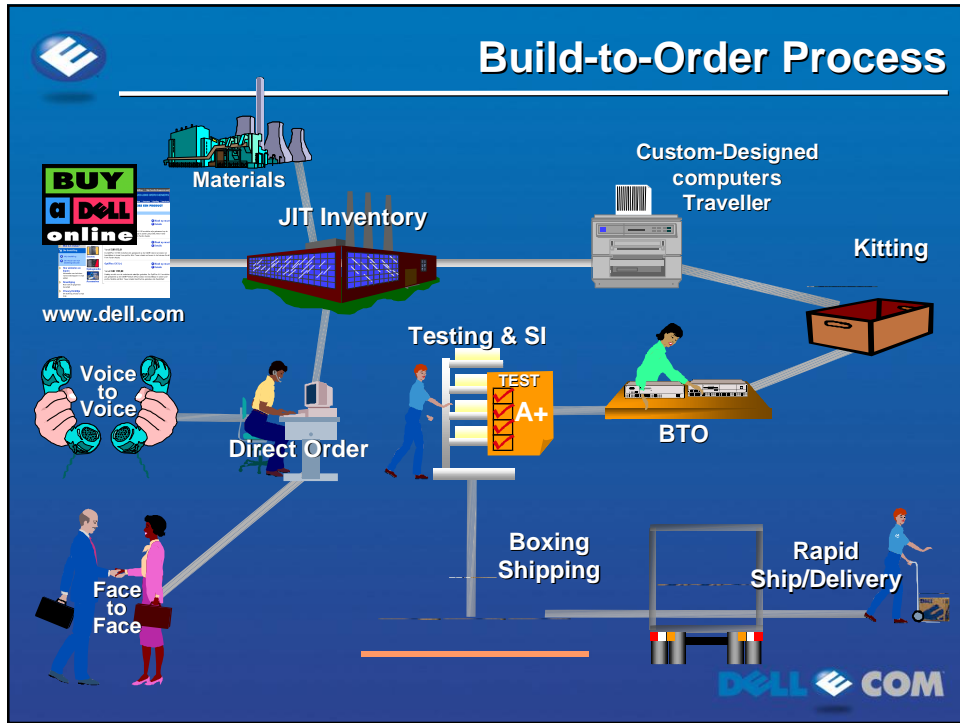 Build-to-Order Process
Materials
BUY
a DELL
online
www.dell.com
JIT Inventory
Custom-Designed
computers
Traveller
Kitting
Testing & SI
TEST
A+
BTO
Voice
to
Voice
Direct Order
Face
to
Face
Boxing
Shipping
Rapid
Ship/Delivery
DELL E COM